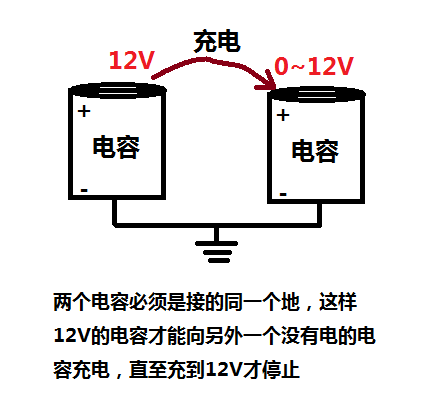 充电
12V
0~12V
+
+
电容
电容
-
-
两个电容必须是接的同一个地，这样
12V的电容才能向另外一个没有电的电
容充电，直至充到12V才停止